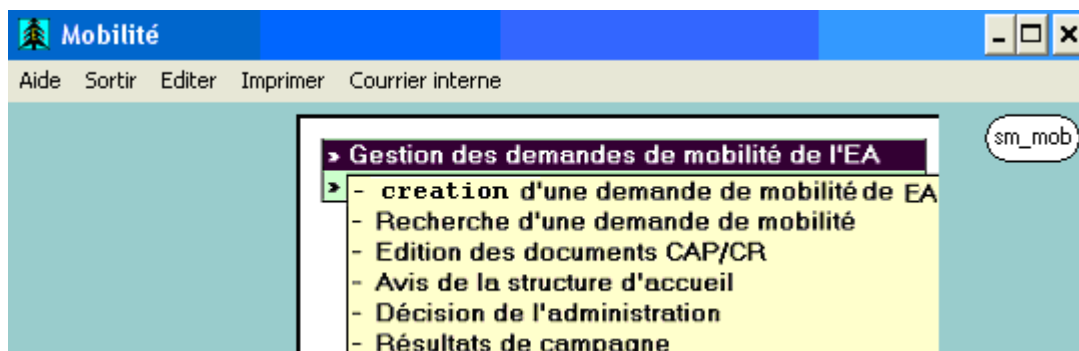 Mobilité
Aide Sortir Editer Imprimer Courrier interne
sm_mob
» Gestion des demandes de mobilité de l'EA
» - creation d'une demande de mobilité de EA
- Recherche d'une demande de mobilité
- Edition des documents CAP/CR
- Avis de la structure d'accueil
- Décision de l'administration
- Résultats de campagne